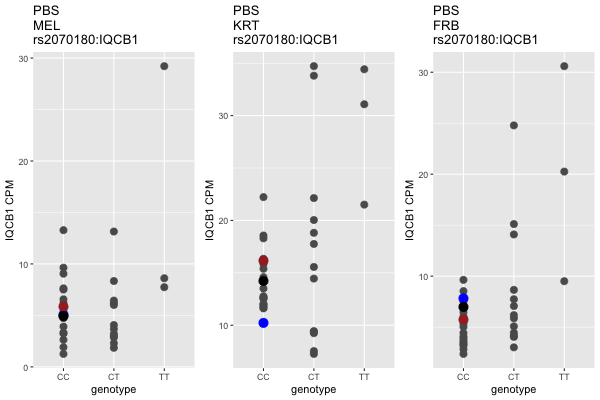 PBS
MEL
rs2070180:IQCB1
30
20
10
0
IQCB1 CPM
CC
CT
TT
genotype
PBS
KRT
rs2070180:IQCB1
30
20
10
IQCB1 CPM
CC
CT
TT
genotype
PBS
FRB
rs2070180:IQCB1
30
20
10
IQCB1 CPM
CC
CT
TT
genotype